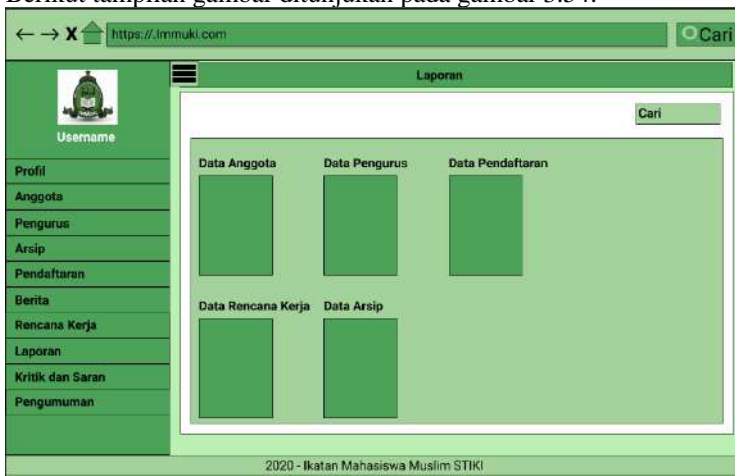 Berikut tampilan gambar ditunjukan pada gambar 3.34.
← → X https://.Immuki.com Cari
Laporan
Username
Cari
Profil
Anggota
Pengurus
Arsip
Pendaftaran
Berita
Rencana Kerja
Laporan
Kritik dan Saran
Pengumuman
Data Anggota Data Pengurus Data Pendaftaran
Data Rencana Kerja Data Arsip
2020 - Ikatan Mahasiswa Muslim STIKI